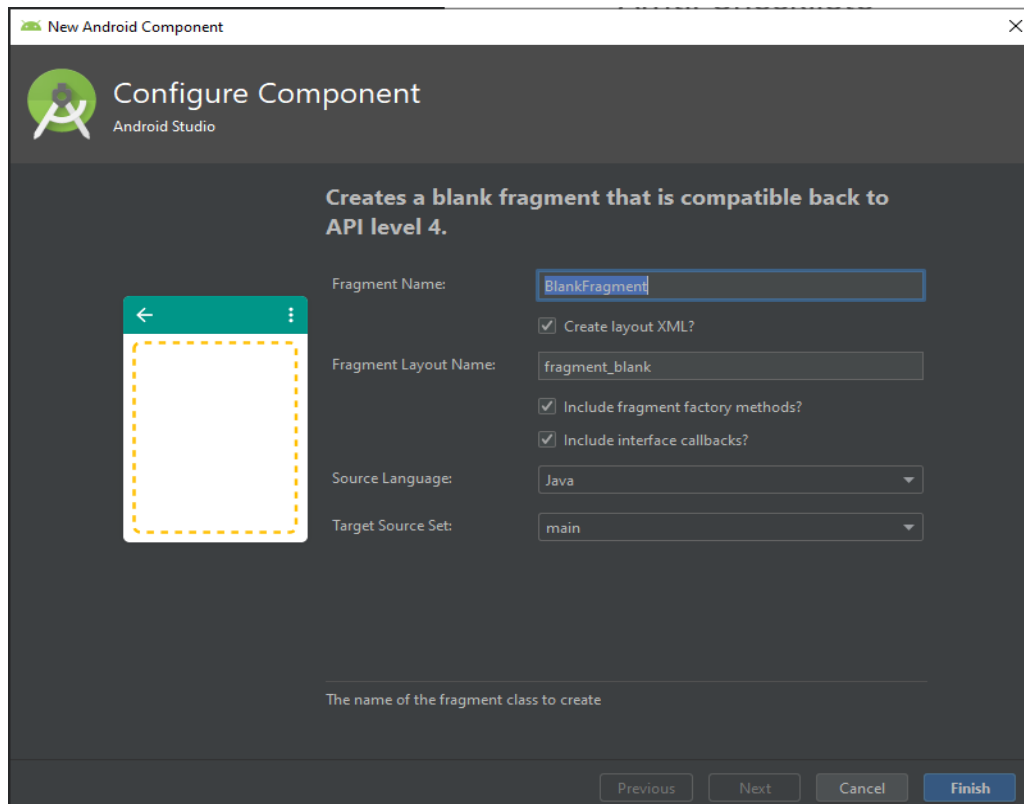 New Android Component
Configure Component
Android Studio
Creates a blank fragment that is compatible back to
API level 4.
Fragment Name:
BlankFragment
Create layout XML?
Fragment Layout Name:
fragment_blank
Include fragment factory methods?
Include interface callbacks?
Source Language:
Java
Target Source Set:
main
The name of the fragment class to create
Previous
Next
Cancel
Finish